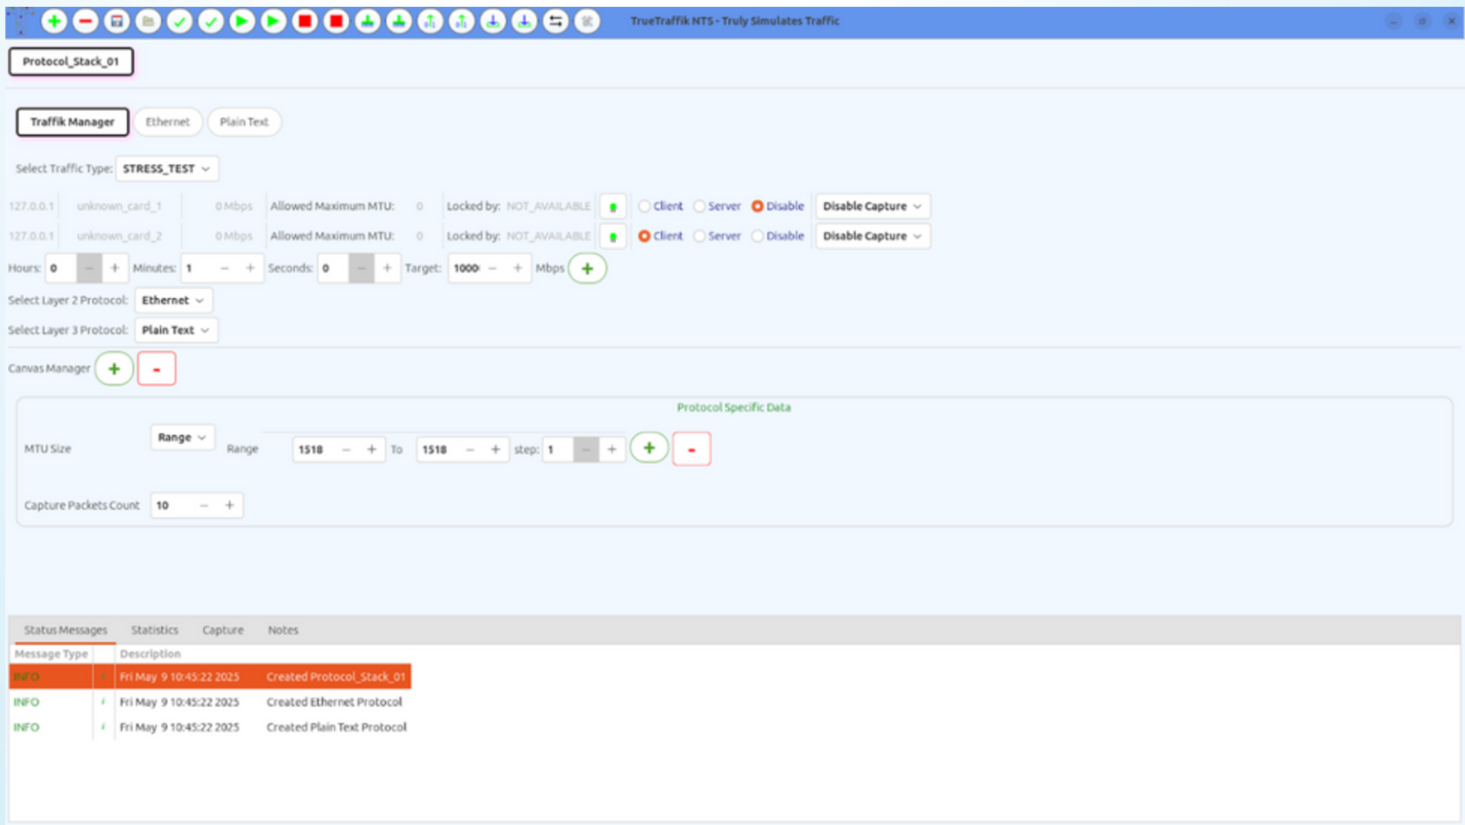 TrueTraffik NTS - Truly Simulates Traffic
Protocol_Stack_01
Traffik Manager Ethernet Plain Text
Select Traffic Type: STRESS_TEST
127.0.0.1 unknown_card_1 0 Mbps Allowed Maximum MTU: 0 Locked by: NOT_AVAILABLE Client Server Disable Disable Capture
127.0.0.1 unknown_card_2 0 Mbps Allowed Maximum MTU: 0 Locked by: NOT_AVAILABLE Client Server Disable Disable Capture
Hours: 0 − + Minutes: 1 − + Seconds: 0 − + Target: 1000 − + Mbps +
Select Layer 2 Protocol: Ethernet
Select Layer 3 Protocol: Plain Text
Canvas Manager + -
Protocol Specific Data
MTU Size Range Range 1518 − + To 1518 − + step: 1 − + + -
Capture Packets Count 10 − +
Status Messages Statistics Capture Notes
Message Type Description
INFO i Fri May 9 10:45:22 2025 Created Protocol_Stack_01
INFO i Fri May 9 10:45:22 2025 Created Ethernet Protocol
INFO i Fri May 9 10:45:22 2025 Created Plain Text Protocol